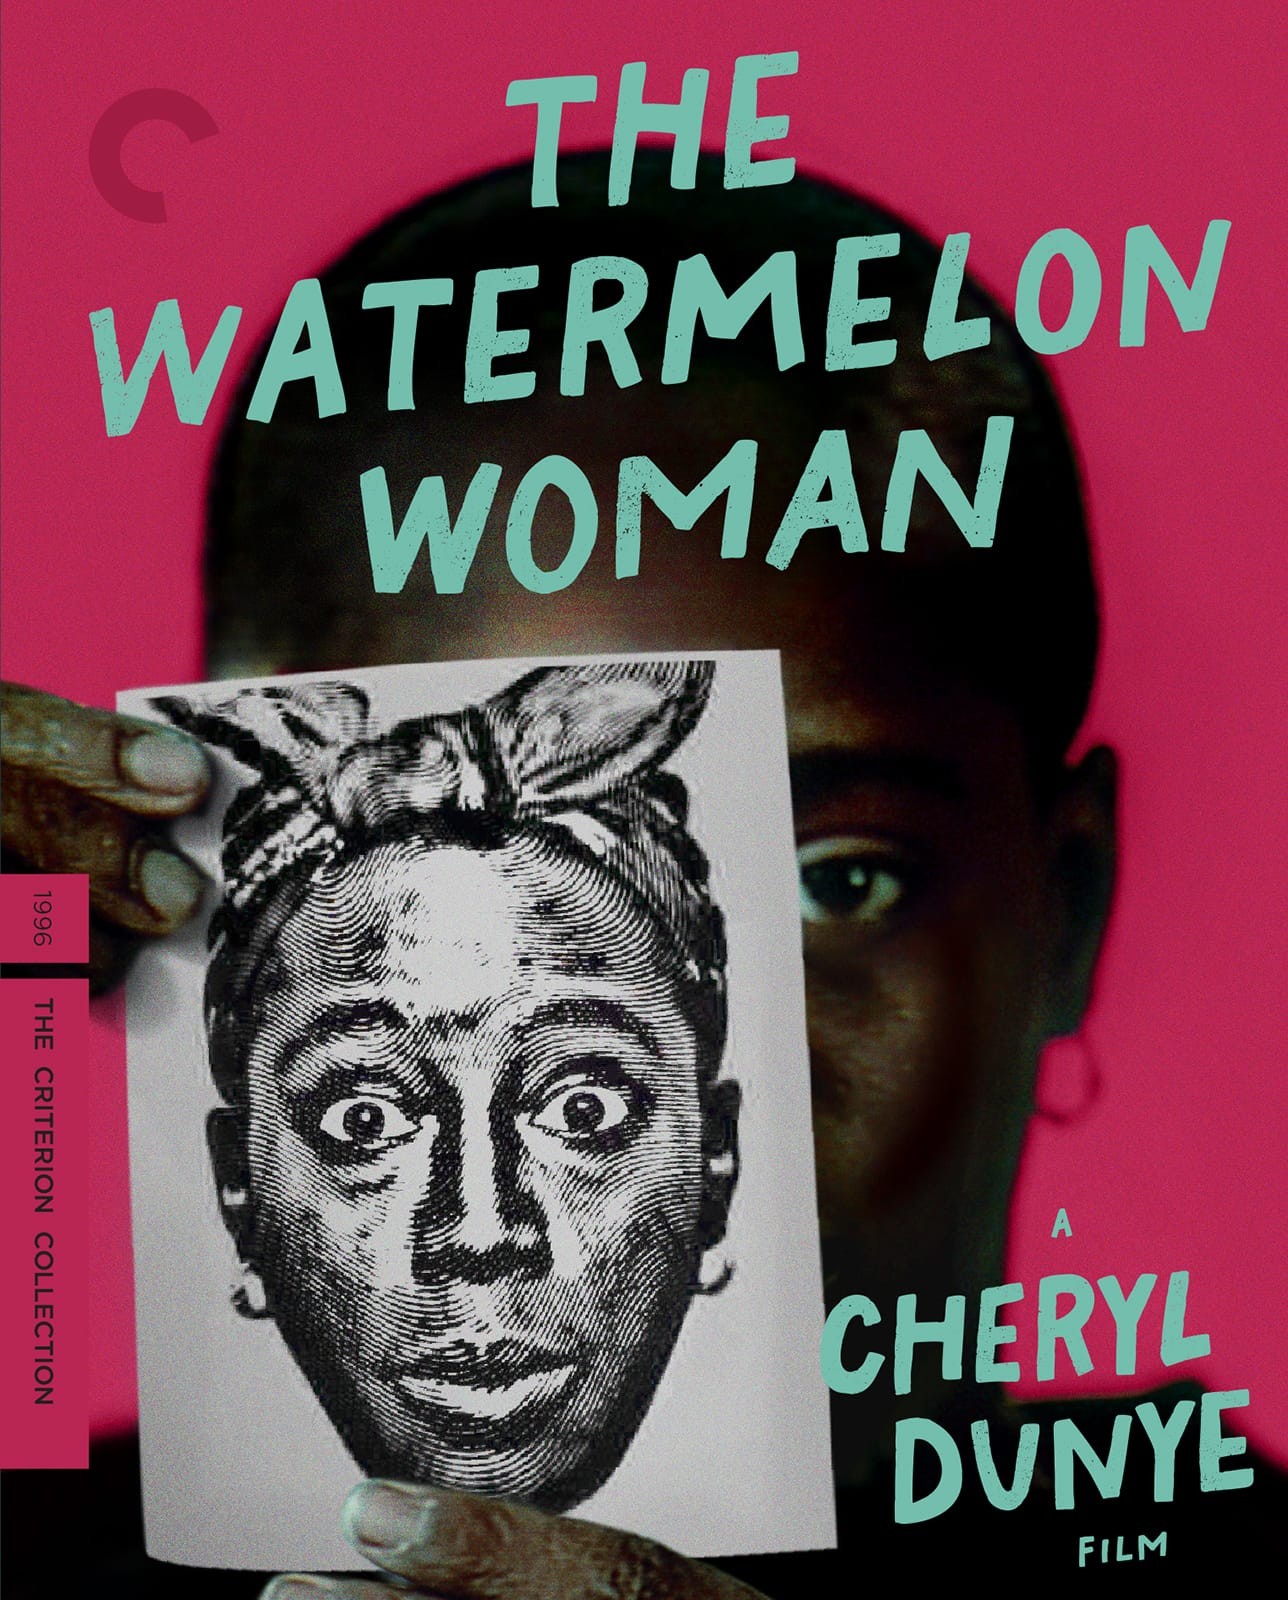 THE
WATERMELON
WOMAN
1996
THE CRITERION COLLECTION
A
CHERYL
DUNYE
FILM